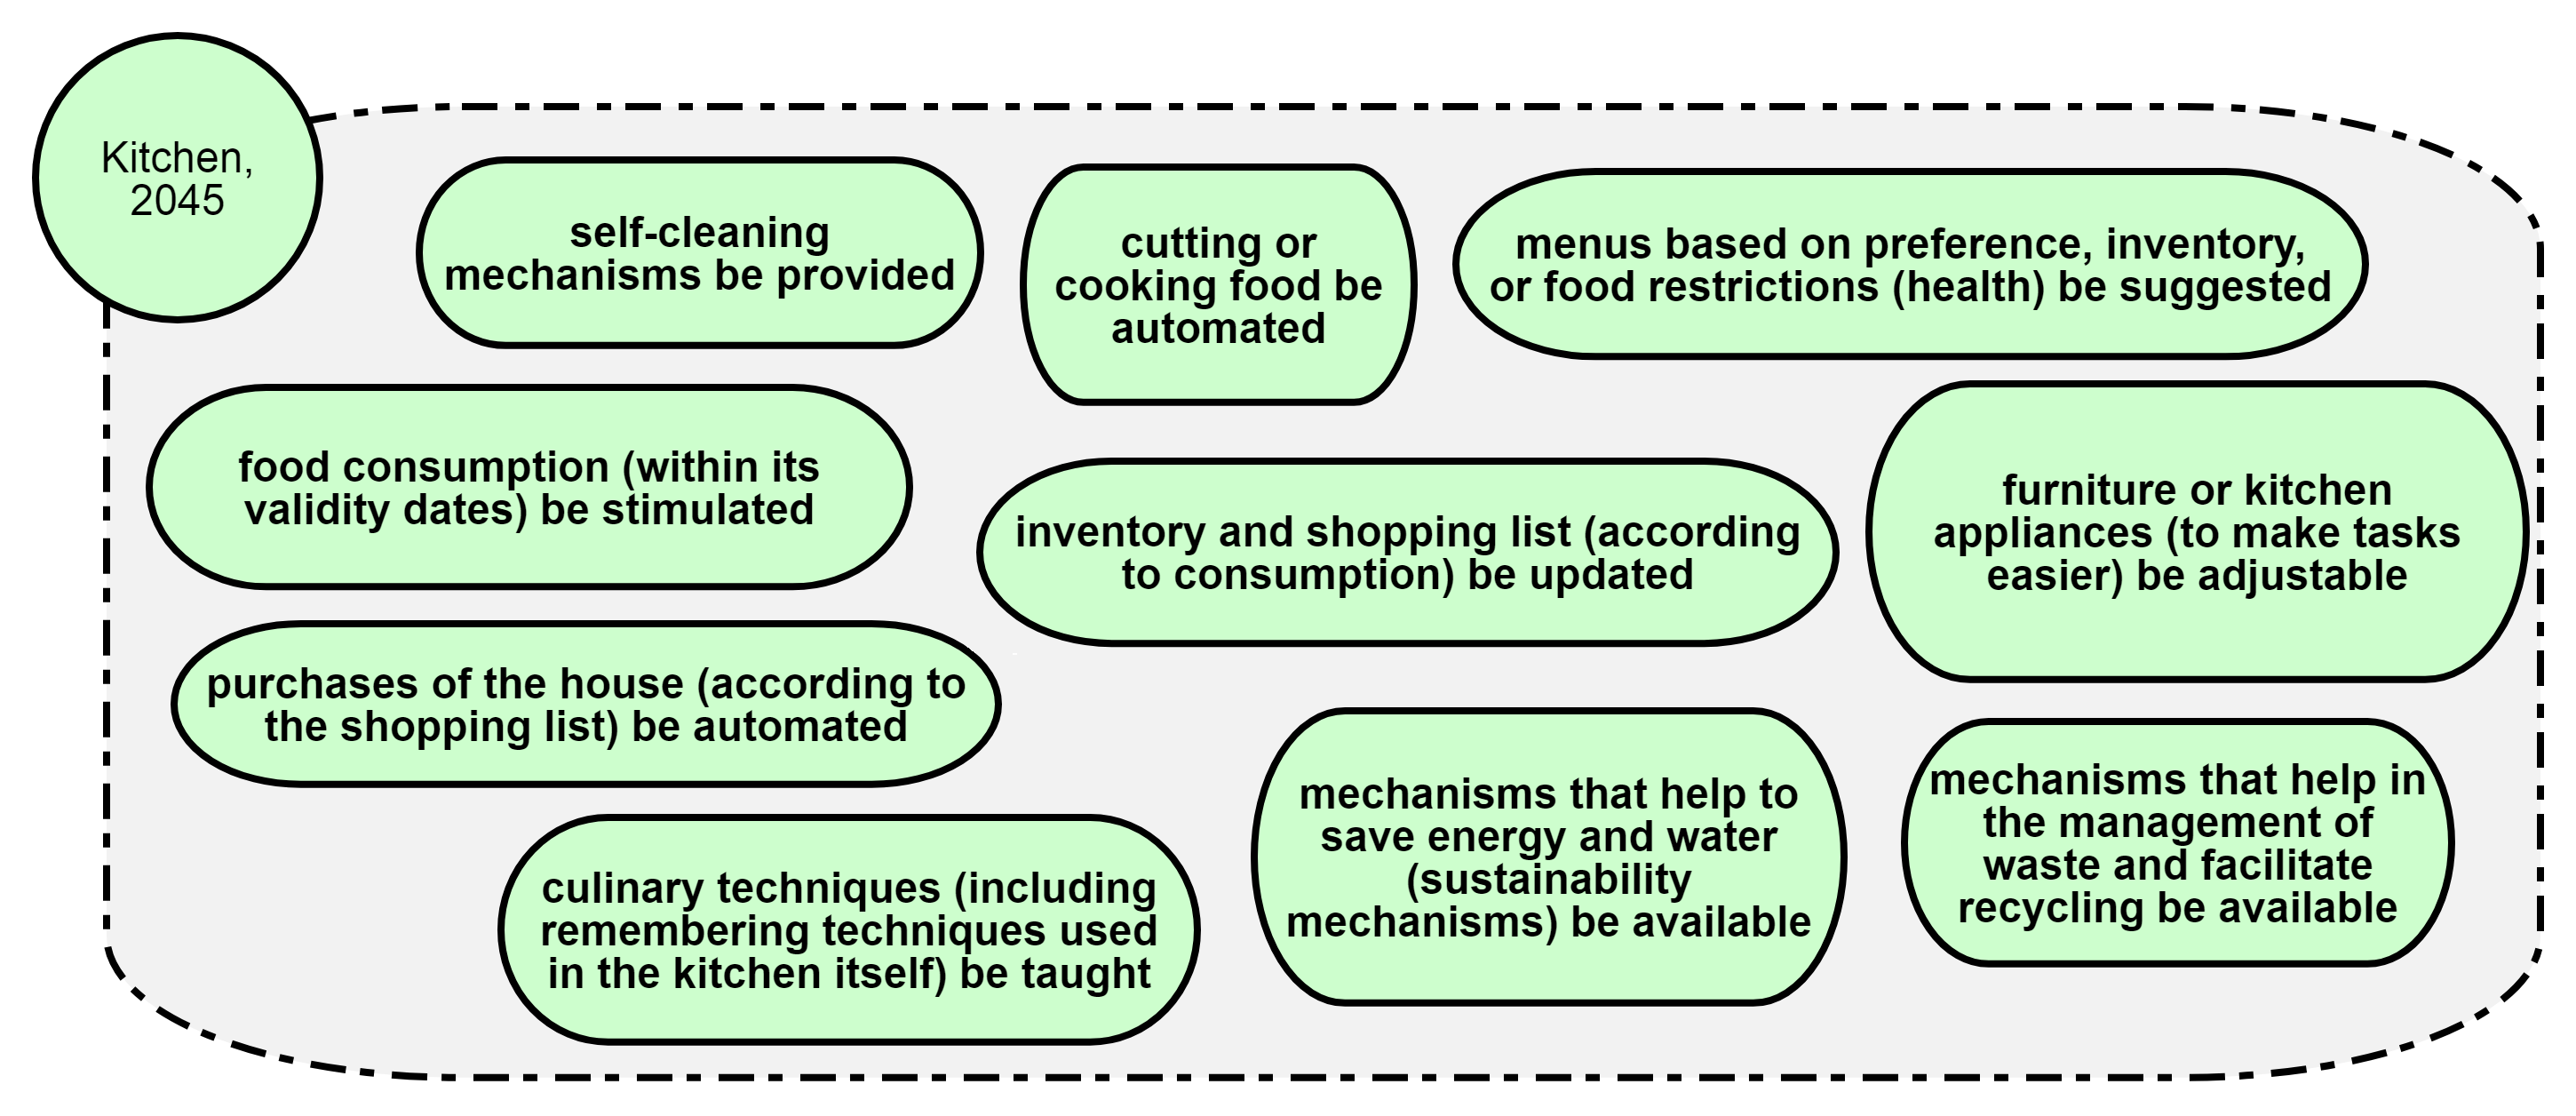 Kitchen,
2045
self-cleaning
mechanisms be provided
cutting or
cooking food be
automated
menus based on preference, inventory,
or food restrictions (health) be suggested
food consumption (within its
validity dates) be stimulated
inventory and shopping list (according
to consumption) be updated
furniture or kitchen
appliances (to make tasks
easier) be adjustable
purchases of the house (according to
the shopping list) be automated
culinary techniques (including
remembering techniques used
in the kitchen itself) be taught
mechanisms that help to
save energy and water
(sustainability
mechanisms) be available
mechanisms that help in
the management of
waste and facilitate
recycling be available